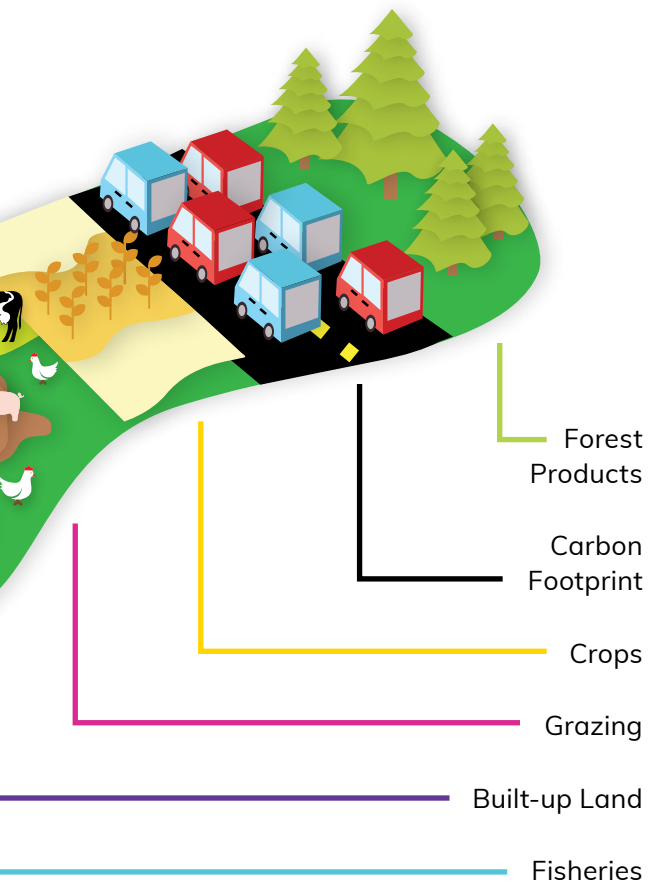 Forest
Products
Carbon
Footprint
Crops
Grazing
Built-up Land
Fisheries